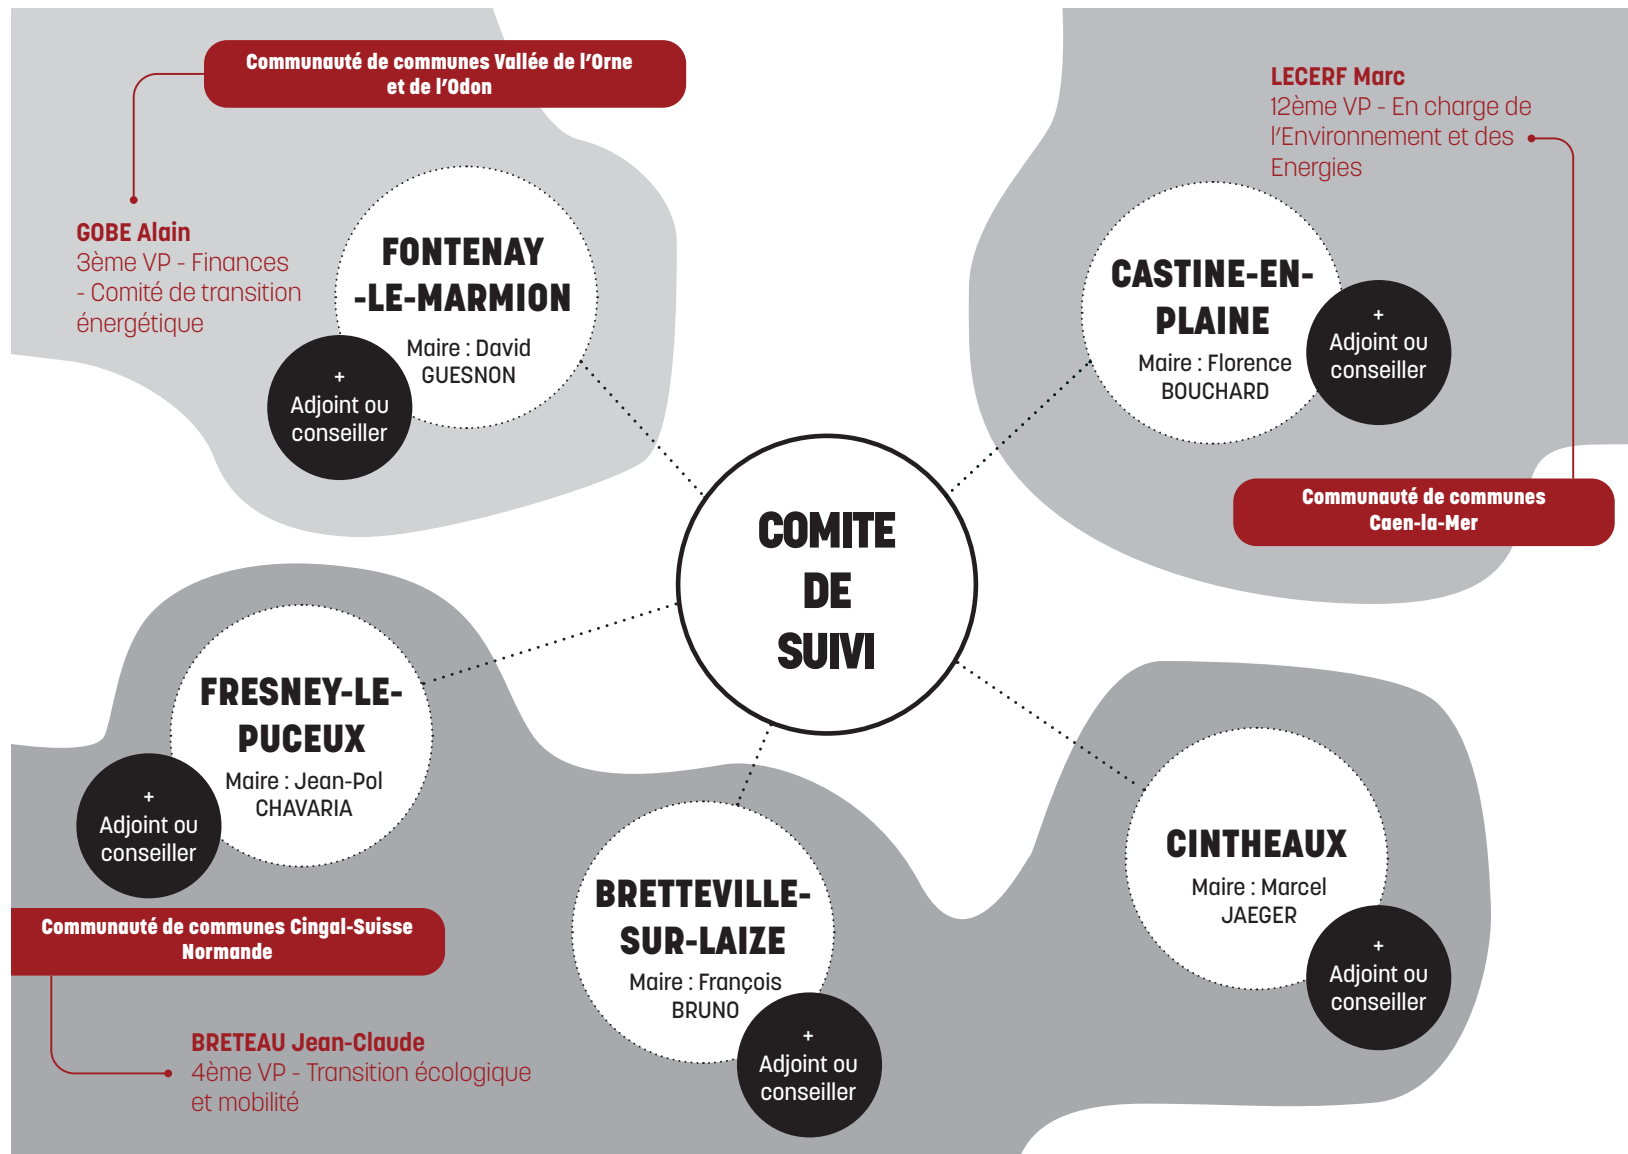 Communauté de communes Vallée de l'Orne
et de l'Odon
GOBE Alain
3ème VP - Finances
- Comité de transition
énergétique
FONTENAY
-LE-MARMION
Maire : David
GUESNON
+
Adjoint ou
conseiller
LECERF Marc
12ème VP - En charge de
l'Environnement et des
Energies
CASTINE-EN-
PLAINE
Maire : Florence
BOUCHARD
+
Adjoint ou
conseiller
Communauté de communes
Caen-la-Mer
COMITE
DE
SUIVI
FRESNEY-LE-
PUCEUX
Maire : Jean-Pol
CHAVARIA
+
Adjoint ou
conseiller
Communauté de communes Cingal-Suisse
Normande
BRETEAU Jean-Claude
4ème VP - Transition écologique
et mobilité
BRETTEVILLE-
SUR-LAIZE
Maire : François
BRUNO
+
Adjoint ou
conseiller
CINTHEAUX
Maire : Marcel
JAEGER
+
Adjoint ou
conseiller